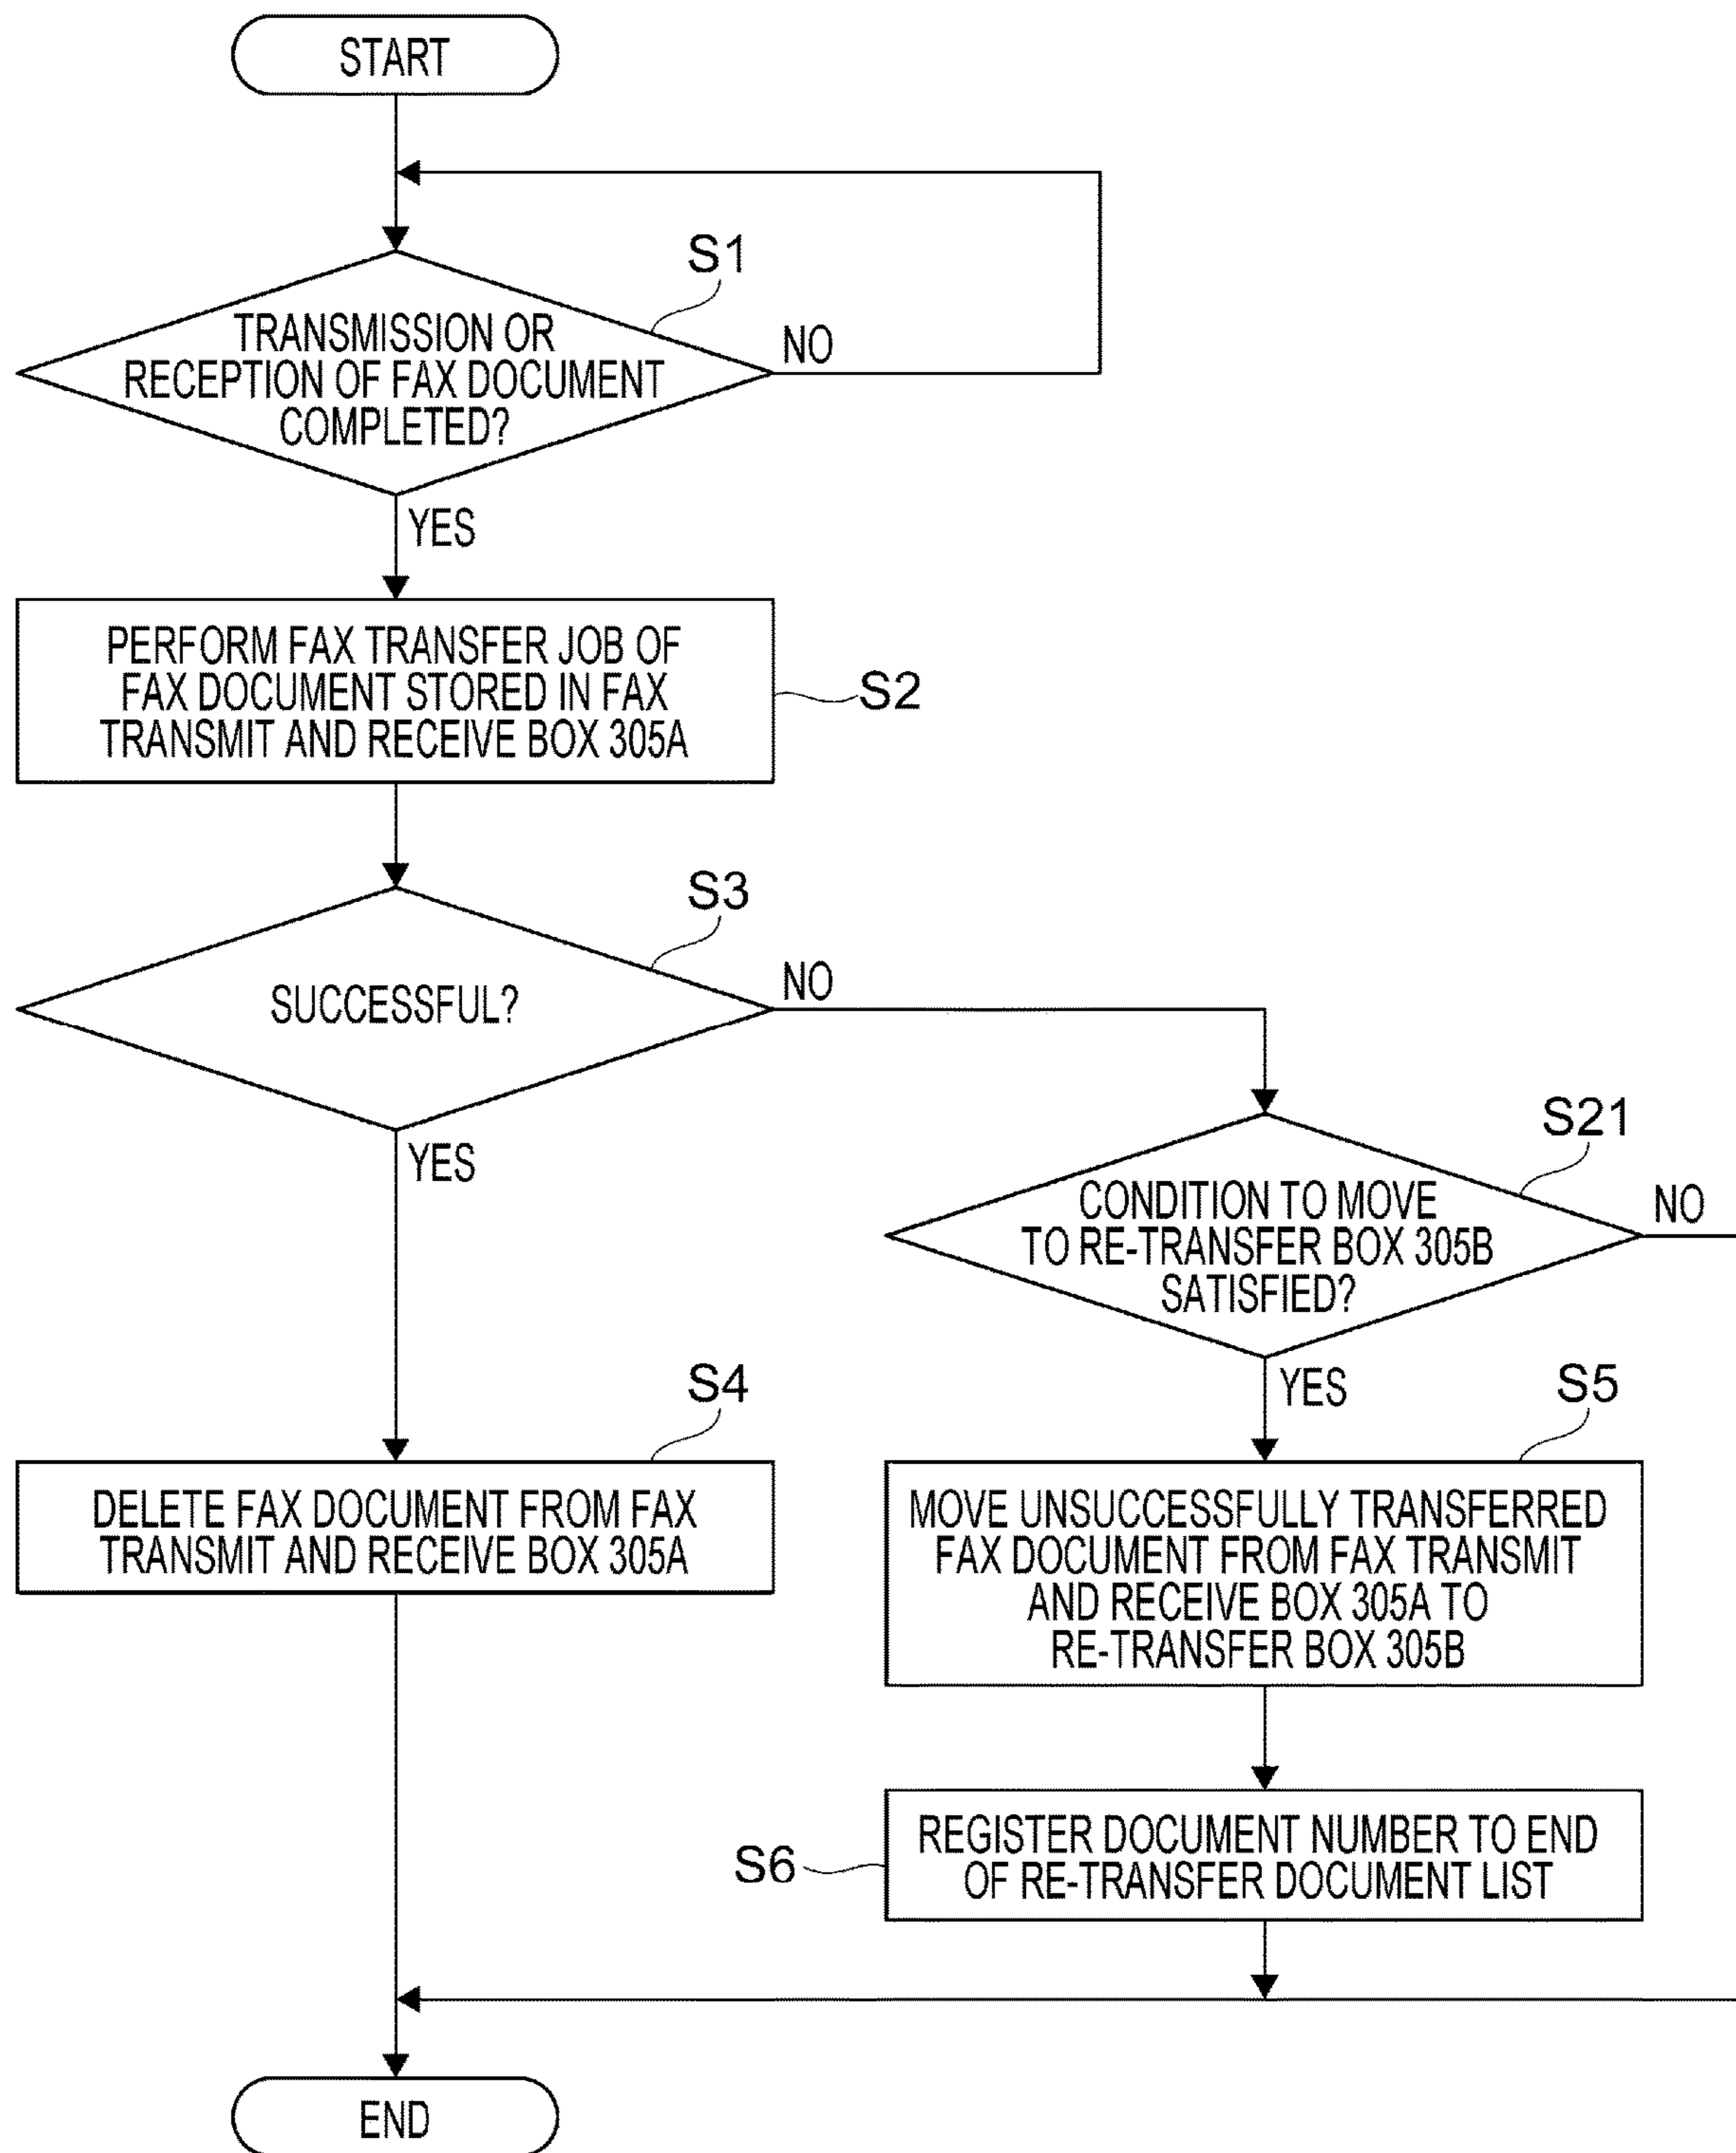 START
S1
TRANSMISSION OR
RECEPTION OF FAX DOCUMENT
COMPLETED?
NO
YES
PERFORM FAX TRANSFER JOB OF
FAX DOCUMENT STORED IN FAX
TRANSMIT AND RECEIVE BOX 305A
S2
S3
SUCCESSFUL?
NO
YES
S21
CONDITION TO MOVE
TO RE-TRANSFER BOX 305B
SATISFIED?
NO
YES
S4
DELETE FAX DOCUMENT FROM FAX
TRANSMIT AND RECEIVE BOX 305A
S5
MOVE UNSUCCESSFULLY TRANSFERRED
FAX DOCUMENT FROM FAX TRANSMIT
AND RECEIVE BOX 305A TO
RE-TRANSFER BOX 305B
S6
REGISTER DOCUMENT NUMBER TO END
OF RE-TRANSFER DOCUMENT LIST
END